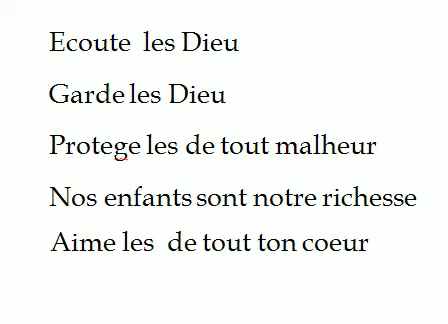 Ecoute les Dieu
Garde les Dieu
Protege les de tout malheur
Nos enfants sont notre richesse
Aime les de tout ton coeur